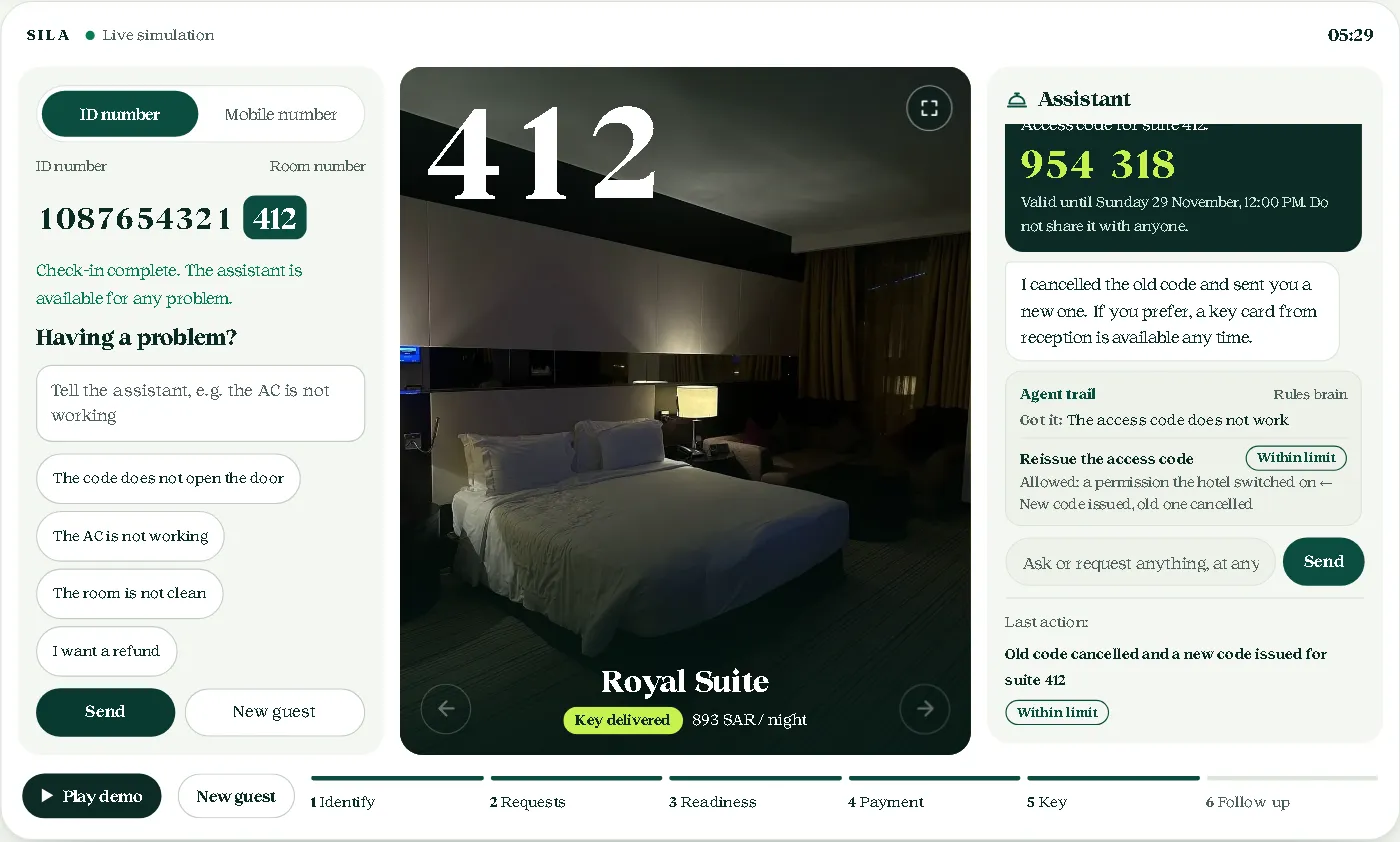 SILA
Live simulation
05:29
ID number
Mobile number
ID number
Room number
1087654321
412
Check-in complete. The assistant is
available for any problem.
Having a problem?
Tell the assistant, e.g. the AC is not
working
The code does not open the door
The AC is not working
The room is not clean
I want a refund
Send
New guest
412
Royal Suite
Key delivered
893 SAR / night
Assistant
Access code for suite 412.
954 318
Valid until Sunday 29 November, 12:00 PM. Do
not share it with anyone.
I cancelled the old code and sent you a
new one. If you prefer, a key card from
reception is available any time.
Agent trail
Rules brain
Got it: The access code does not work
Reissue the access code
Within limit
Allowed: a permission the hotel switched on ←
New code issued, old one cancelled
Ask or request anything, at any
Send
Last action:
Old code cancelled and a new code issued for
suite 412
Within limit
Play demo
New guest
1 Identify
2 Requests
3 Readiness
4 Payment
5 Key
6 Follow-up